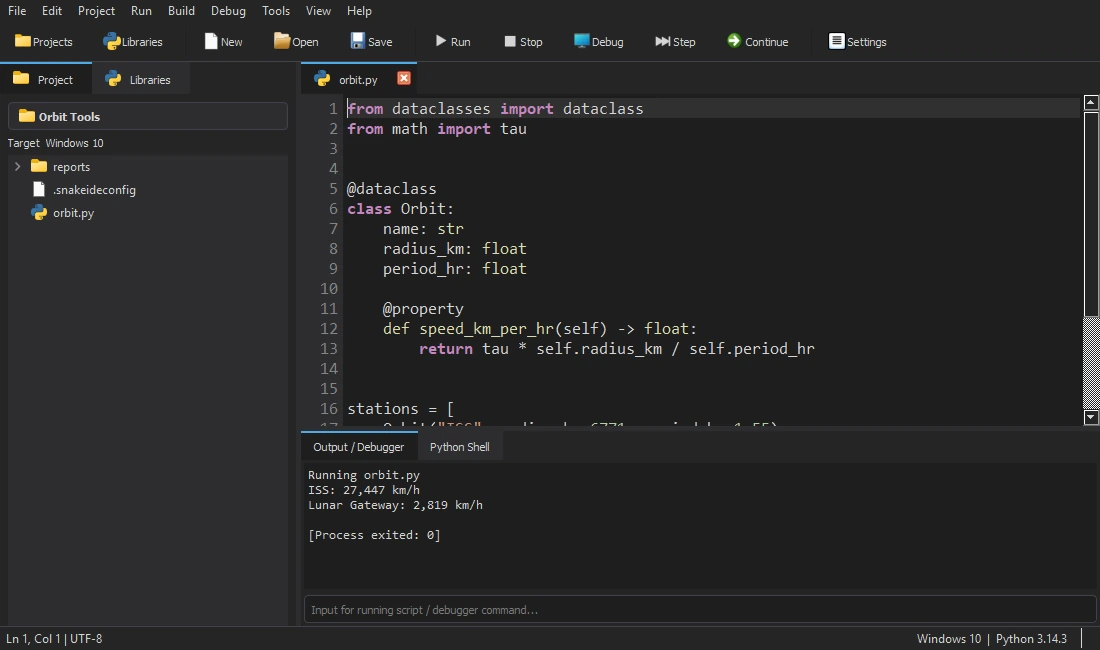 File Edit Project Run Build Debug Tools View Help
Projects Libraries New Open Save Run Stop Debug Step Continue Settings
Project Libraries
Orbit Tools
Target Windows 10
reports
.snakeideconfig
orbit.py
orbit.py
1 from dataclasses import dataclass
2 from math import tau
3
4
5 @dataclass
6 class Orbit:
7 name: str
8 radius_km: float
9 period_hr: float
10
11 @property
12 def speed_km_per_hr(self) -> float:
13 return tau * self.radius_km / self.period_hr
14
15
16 stations = [
Output / Debugger Python Shell
Running orbit.py
ISS: 27,447 km/h
Lunar Gateway: 2,819 km/h
[Process exited: 0]
Input for running script / debugger command...
Ln 1, Col 1 | UTF-8
Windows 10 | Python 3.14.3